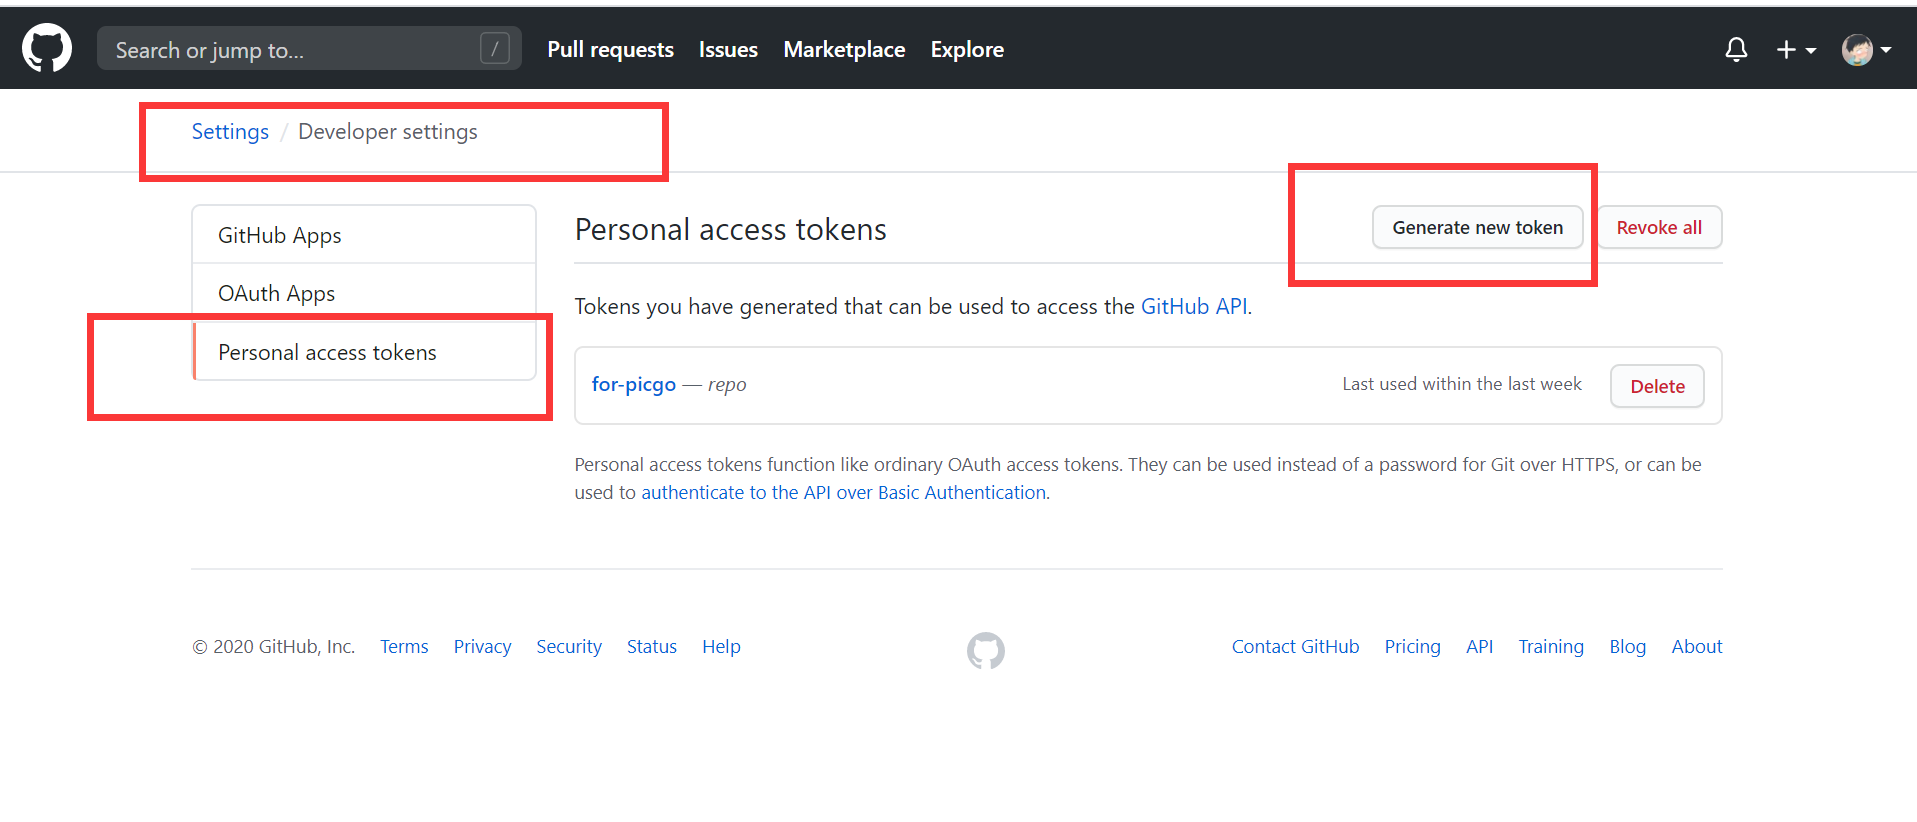 Search or jump to... /
Pull requests Issues Marketplace Explore
Settings / Developer settings
GitHub Apps
OAuth Apps
Personal access tokens
Personal access tokens
Generate new token
Revoke all
Tokens you have generated that can be used to access the GitHub API.
for-picgo — repo
Last used within the last week
Delete
Personal access tokens function like ordinary OAuth access tokens. They can be used instead of a password for Git over HTTPS, or can be
used to authenticate to the API over Basic Authentication.
© 2020 GitHub, Inc. Terms Privacy Security Status Help
Contact GitHub Pricing API Training Blog About